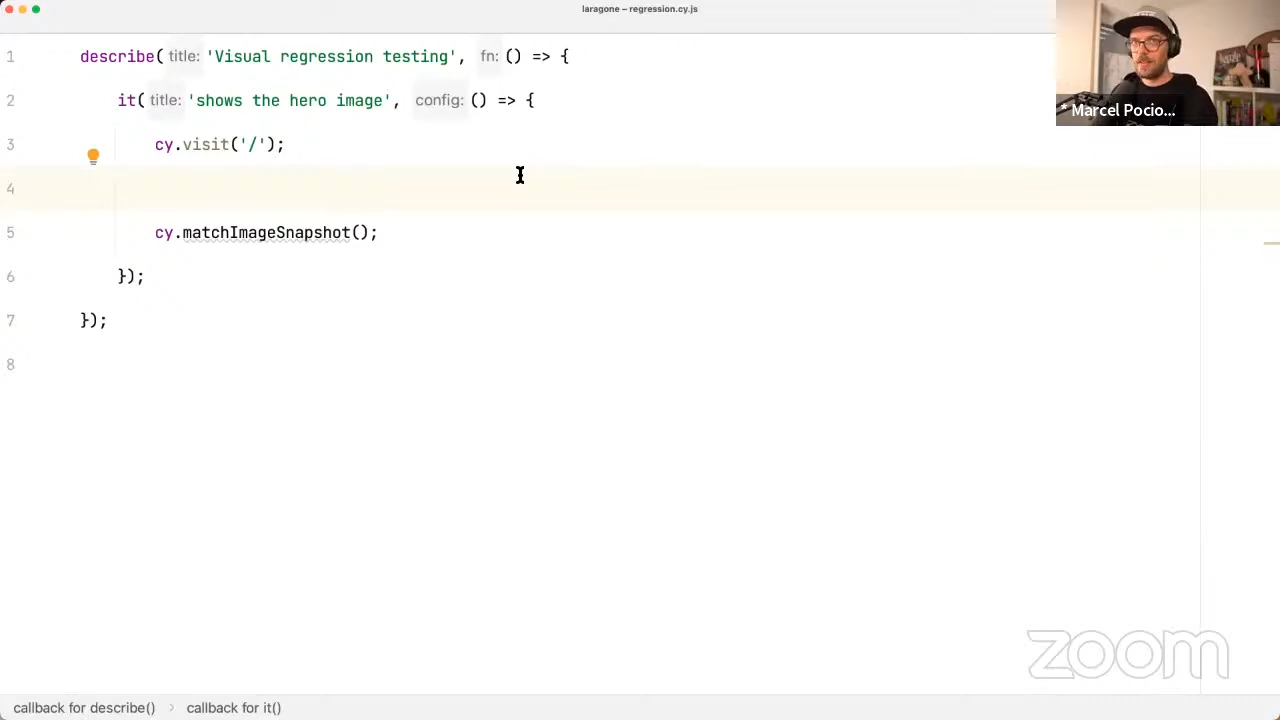 laragone – regression.cy.js
1 describe( title: 'Visual regression testing', fn: () => {
2 it( title: 'shows the hero image', config: () => {
3 cy.visit('/');
4
5 cy.matchImageSnapshot();
6 });
7 });
8
* Marcel Pocio...
zoom
callback for describe() › callback for it()